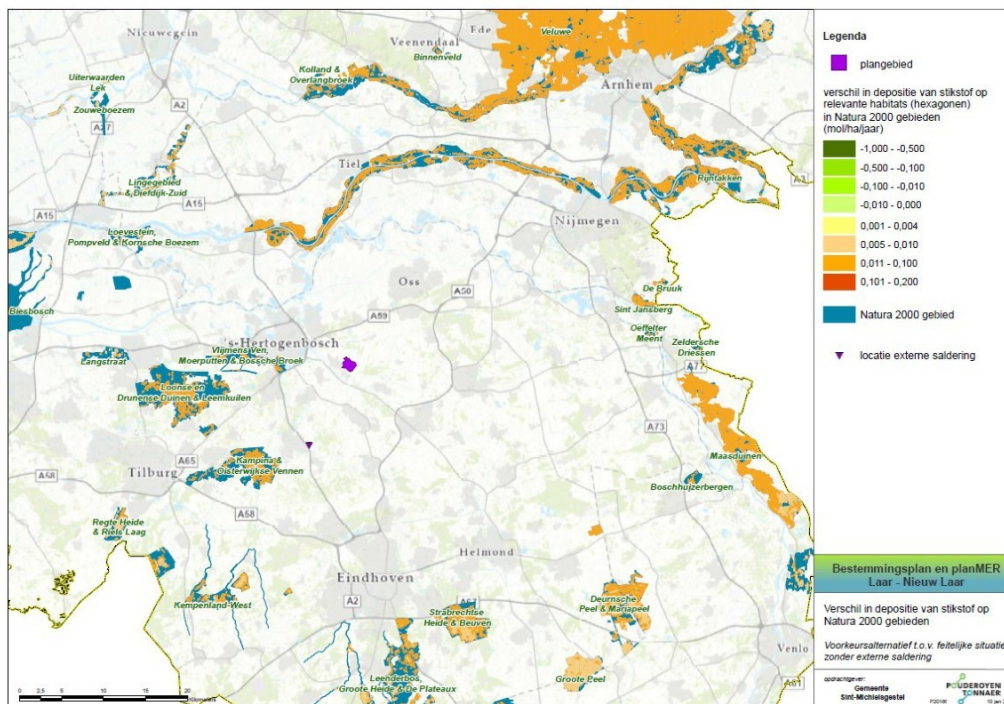 Nieuwegein
Ede
Veluwe
Veenendaal
Binnenveld
Kolland &
Overlangbroek
Arnhem
Uiterwaarden
Lek
Zouweboezem
A2
A27
Tiel
Lingegebied
& Diefdijk-Zuid
A15
A15
Rijntakken
A3
Nijmegen
Loevestein,
Pompveld & Kornsche Boezem
Oss
A50
De Bruuk
Sint Jansberg
Biesbosch
A59
Oeffelter
Meent
's-Hertogenbosch
Zeldersche
Driessen
Vlijmens Ven,
Moerputten & Bossche Broek
Langstraat
A77
Loonse en
Drunense Duinen & Leemkuilen
A73
Tilburg
A65
Kampina &
Oisterwijkse Vennen
Maasduinen
A58
Boschhuizerbergen
Regte Heide
& Riels Laag
A58
Helmond
Eindhoven
Kempenland-West
A2
A67
Strabrechtse
Heide & Beuven
Deurnsche
Peel & Mariapeel
Venlo
Leenderbos,
Groote Heide & De Plateaux
Groote Peel
A61
0 2,5 5 10 15 20
Kilometers
Legenda
plangebied
verschil in depositie van stikstof op
relevante habitats (hexagonen)
in Natura 2000 gebieden
(mol/ha/jaar)
-1,000 - -0,500
-0,500 - -0,100
-0,100 - -0,010
-0,010 - 0,000
0,001 - 0,004
0,005 - 0,010
0,011 - 0,100
0,101 - 0,200
Natura 2000 gebied
locatie externe saldering
Bestemmingsplan en planMER
Laar - Nieuw Laar
Verschil in depositie van stikstof op
Natura 2000 gebieden
Voorkeursalternatief t.o.v. feitelijke situatie
zonder externe saldering
opdrachtgever:
Gemeente
Sint-Michielsgestel
POUDEROYEN
TONNAER
10 jan